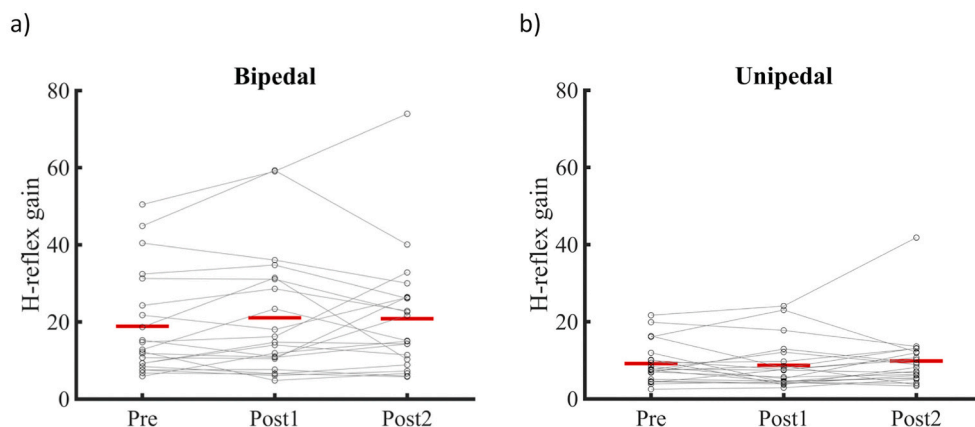 a)
Bipedal
H-reflex gain
80
60
40
20
0
Pre Post1 Post2
b)
Unipedal
H-reflex gain
80
60
40
20
0
Pre Post1 Post2